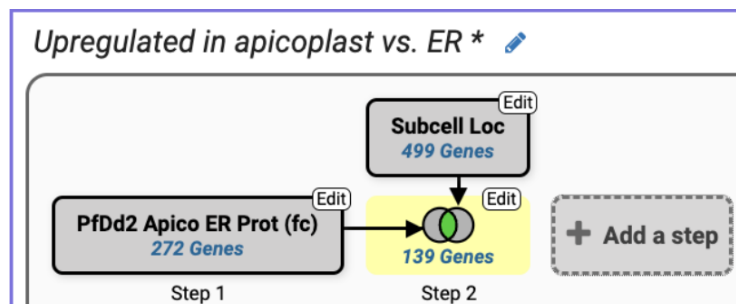 Upregulated in apicoplast vs. ER *
Edit
Subcell Loc
499 Genes
Edit
Edit
PfDd2 Apico ER Prot (fc)
272 Genes
139 Genes
+ Add a step
Step 1
Step 2